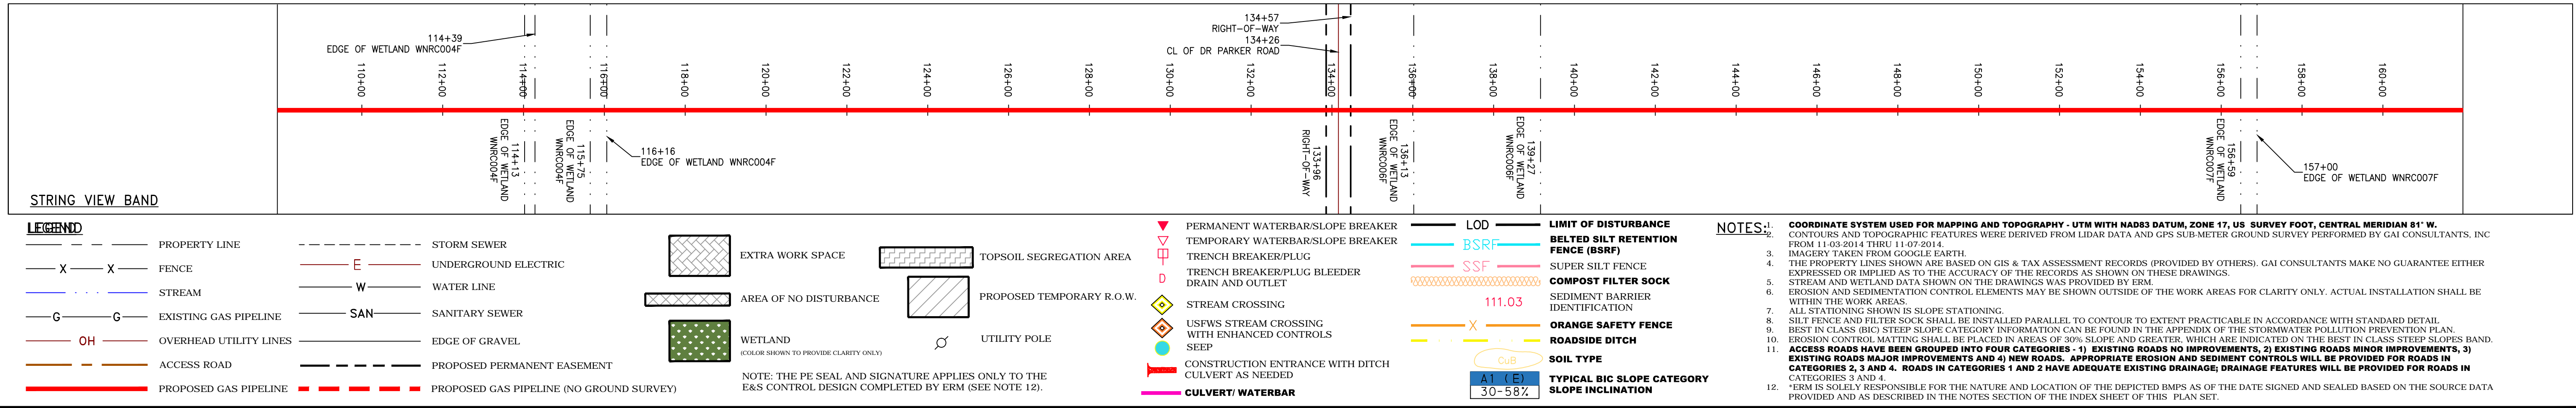 134+57
RIGHT-OF-WAY
134+26
CL OF DR PARKER ROAD
114+39
EDGE OF WETLAND WNRC004F
110+00
112+00
114+00
116+00
118+00
120+00
122+00
124+00
126+00
128+00
130+00
132+00
134+00
136+00
138+00
140+00
142+00
144+00
146+00
148+00
150+00
152+00
154+00
156+00
158+00
160+00
114+13
EDGE OF WETLAND
WNRC004F
115+75
EDGE OF WETLAND
WNRC004F
116+16
EDGE OF WETLAND WNRC004F
133+96
RIGHT-OF-WAY
136+13
EDGE OF WETLAND
WNRC006F
139+27
EDGE OF WETLAND
WNRC006F
156+59
EDGE OF WETLAND
WNRC007F
157+00
EDGE OF WETLAND WNRC007F
STRING VIEW BAND
LEGEND
PROPERTY LINE
X X FENCE
STREAM
G G EXISTING GAS PIPELINE
OH OVERHEAD UTILITY LINES
ACCESS ROAD
PROPOSED GAS PIPELINE
STORM SEWER
E UNDERGROUND ELECTRIC
W WATER LINE
SAN SANITARY SEWER
EDGE OF GRAVEL
PROPOSED PERMANENT EASEMENT
PROPOSED GAS PIPELINE (NO GROUND SURVEY)
EXTRA WORK SPACE
AREA OF NO DISTURBANCE
WETLAND
(COLOR SHOWN TO PROVIDE CLARITY ONLY)
TOPSOIL SEGREGATION AREA
PROPOSED TEMPORARY R.O.W.
UTILITY POLE
NOTE: THE PE SEAL AND SIGNATURE APPLIES ONLY TO THE
E&S CONTROL DESIGN COMPLETED BY ERM (SEE NOTE 12).
PERMANENT WATERBAR/SLOPE BREAKER
TEMPORARY WATERBAR/SLOPE BREAKER
TRENCH BREAKER/PLUG
D TRENCH BREAKER/PLUG BLEEDER
DRAIN AND OUTLET
STREAM CROSSING
USFWS STREAM CROSSING
WITH ENHANCED CONTROLS
SEEP
CONSTRUCTION ENTRANCE WITH DITCH
CULVERT AS NEEDED
CULVERT/ WATERBAR
LOD LIMIT OF DISTURBANCE
BSRF BELTED SILT RETENTION
FENCE (BSRF)
SSF SUPER SILT FENCE
COMPOST FILTER SOCK
111.03 SEDIMENT BARRIER
IDENTIFICATION
X ORANGE SAFETY FENCE
ROADSIDE DITCH
CuB SOIL TYPE
A1 (E) TYPICAL BIC SLOPE CATEGORY
30-58% SLOPE INCLINATION
NOTES:
1. COORDINATE SYSTEM USED FOR MAPPING AND TOPOGRAPHY - UTM WITH NAD83 DATUM, ZONE 17, US SURVEY FOOT, CENTRAL MERIDIAN 81° W.
2. CONTOURS AND TOPOGRAPHIC FEATURES WERE DERIVED FROM LIDAR DATA AND GPS SUB-METER GROUND SURVEY PERFORMED BY GAI CONSULTANTS, INC
FROM 11-03-2014 THRU 11-07-2014.
3. IMAGERY TAKEN FROM GOOGLE EARTH.
4. THE PROPERTY LINES SHOWN ARE BASED ON GIS & TAX ASSESSMENT RECORDS (PROVIDED BY OTHERS). GAI CONSULTANTS MAKE NO GUARANTEE EITHER
EXPRESSED OR IMPLIED AS TO THE ACCURACY OF THE RECORDS AS SHOWN ON THESE DRAWINGS.
5. STREAM AND WETLAND DATA SHOWN ON THE DRAWINGS WAS PROVIDED BY ERM.
6. EROSION AND SEDIMENTATION CONTROL ELEMENTS MAY BE SHOWN OUTSIDE OF THE WORK AREAS FOR CLARITY ONLY. ACTUAL INSTALLATION SHALL BE
WITHIN THE WORK AREAS.
7. ALL STATIONING SHOWN IS SLOPE STATIONING.
8. SILT FENCE AND FILTER SOCK SHALL BE INSTALLED PARALLEL TO CONTOUR TO EXTENT PRACTICABLE IN ACCORDANCE WITH STANDARD DETAIL
9. BEST IN CLASS (BIC) STEEP SLOPE CATEGORY INFORMATION CAN BE FOUND IN THE APPENDIX OF THE STORMWATER POLLUTION PREVENTION PLAN.
10. EROSION CONTROL MATTING SHALL BE PLACED IN AREAS OF 30% SLOPE AND GREATER, WHICH ARE INDICATED ON THE BEST IN CLASS STEEP SLOPES BAND.
11. ACCESS ROADS HAVE BEEN GROUPED INTO FOUR CATEGORIES - 1) EXISTING ROADS NO IMPROVEMENTS, 2) EXISTING ROADS MINOR IMPROVEMENTS, 3)
EXISTING ROADS MAJOR IMPROVEMENTS AND 4) NEW ROADS. APPROPRIATE EROSION AND SEDIMENT CONTROLS WILL BE PROVIDED FOR ROADS IN
CATEGORIES 2, 3 AND 4. ROADS IN CATEGORIES 1 AND 2 HAVE ADEQUATE EXISTING DRAINAGE; DRAINAGE FEATURES WILL BE PROVIDED FOR ROADS IN
CATEGORIES 3 AND 4.
12. *ERM IS SOLELY RESPONSIBLE FOR THE NATURE AND LOCATION OF THE DEPICTED BMPS AS OF THE DATE SIGNED AND SEALED BASED ON THE SOURCE DATA
PROVIDED AND AS DESCRIBED IN THE NOTES SECTION OF THE INDEX SHEET OF THIS PLAN SET.